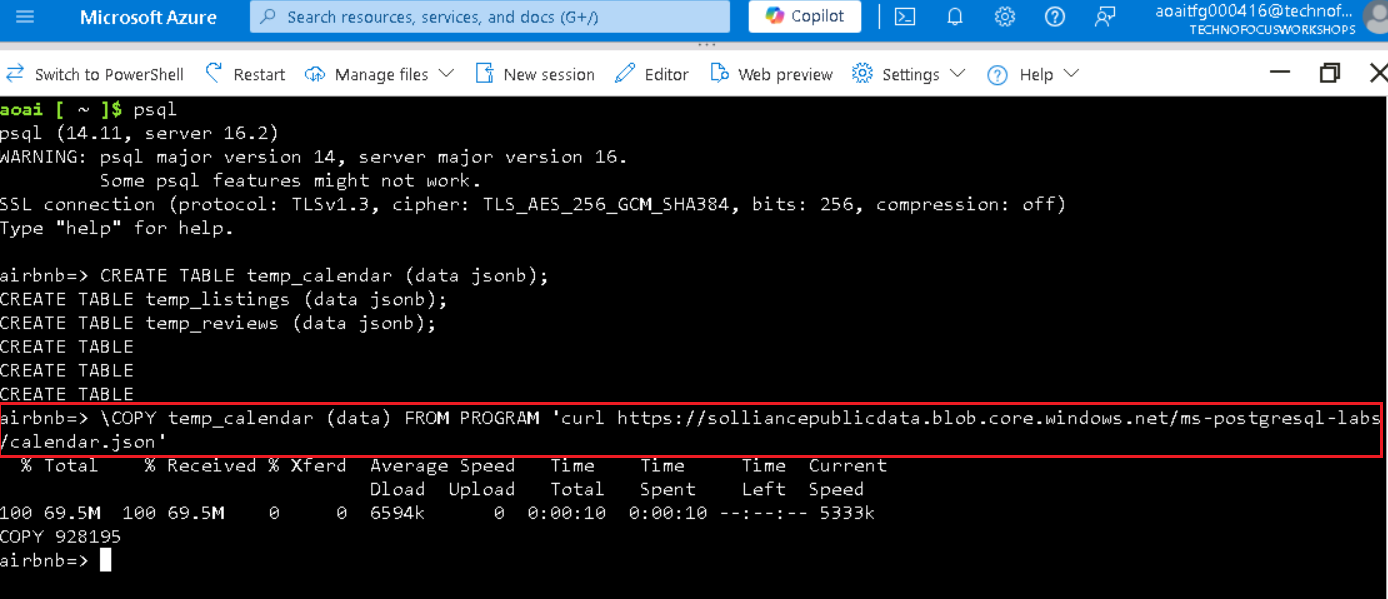 Microsoft Azure
Search resources, services, and docs (G+/)
Copilot
aoaitfg000416@technof...
TECHNOFOCUSWORKSHOPS
Switch to PowerShell
Restart
Manage files
New session
Editor
Web preview
Settings
Help
aoai [ ~ ]$ psql
psql (14.11, server 16.2)
WARNING: psql major version 14, server major version 16.
         Some psql features might not work.
SSL connection (protocol: TLSv1.3, cipher: TLS_AES_256_GCM_SHA384, bits: 256, compression: off)
Type "help" for help.
airbnb=> CREATE TABLE temp_calendar (data jsonb);
CREATE TABLE temp_listings (data jsonb);
CREATE TABLE temp_reviews (data jsonb);
CREATE TABLE
CREATE TABLE
CREATE TABLE
airbnb=> \COPY temp_calendar (data) FROM PROGRAM 'curl https://solliancepublicdata.blob.core.windows.net/ms-postgresql-labs
/calendar.json'
  % Total    % Received % Xferd  Average Speed   Time    Time     Time  Current
                                 Dload  Upload   Total   Spent    Left  Speed
100 69.5M  100 69.5M    0     0  6594k      0  0:00:10  0:00:10 --:--:-- 5333k
COPY 928195
airbnb=>